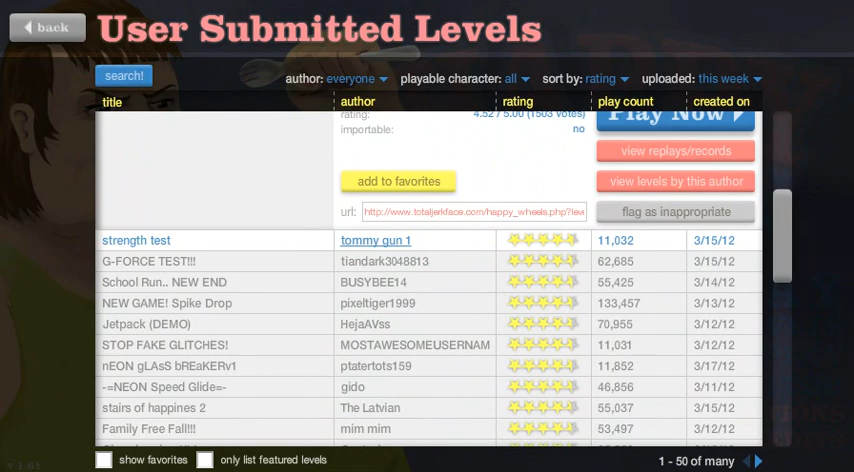 back
User Submitted Levels
search!
author: everyone playable character: all sort by: rating uploaded: this week
title author rating play count created on
rating: 4.52 / 5.00 (1503 votes)
Play Now
importable: no
view replays/records
add to favorites
view levels by this author
url: http://www.totaljerkface.com/happy_wheels.php?lev
flag as inappropriate
strength test tommy gun 1 11,032 3/15/12
G-FORCE TEST!!! tiandark3048813 62,685 3/15/12
School Run.. NEW END BUSYBEE14 55,425 3/14/12
NEW GAME! Spike Drop pixeltiger1999 133,457 3/13/12
Jetpack (DEMO) HejaAVss 70,955 3/12/12
STOP FAKE GLITCHES! MOSTAWESOMEUSERNAM 11,031 3/12/12
nEON gLAsS bREaKERv1 ptatertots159 11,852 3/17/12
-=NEON Speed Glide=- gido 46,856 3/11/12
stairs of happines 2 The Latvian 55,037 3/15/12
Family Free Fall!!! mim mim 53,497 3/12/12
show favorites only list featured levels 1 - 50 of many
v 1.61